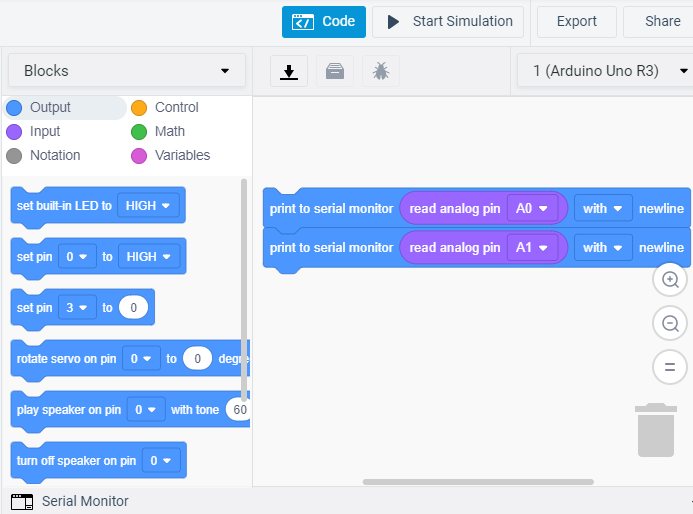 Code
Start Simulation
Export
Share
Blocks
1 (Arduino Uno R3)
Output
Control
Input
Math
Notation
Variables
set built-in LED to HIGH
set pin 0 to HIGH
set pin 3 to 0
rotate servo on pin 0 to 0 degre
play speaker on pin 0 with tone 60
turn off speaker on pin 0
print to serial monitor read analog pin A0 with newline
print to serial monitor read analog pin A1 with newline
Serial Monitor